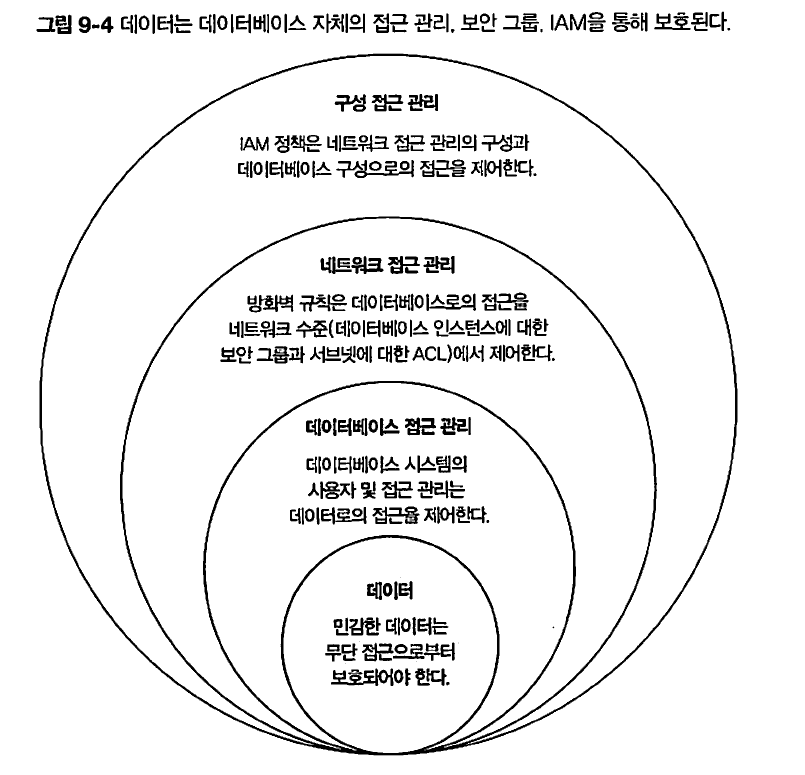 그림 9-4 데이터는 데이터베이스 자체의 접근 관리, 보안 그룹, IAM을 통해 보호된다.
구성 접근 관리
IAM 정책은 네트워크 접근 관리의 구성과
데이터베이스 구성으로의 접근을 제어한다.
네트워크 접근 관리
방화벽 규칙은 데이터베이스로의 접근을
네트워크 수준(데이터베이스 인스턴스에 대한
보안 그룹과 서브넷에 대한 ACL)에서 제어한다.
데이터베이스 접근 관리
데이터베이스 시스템의
사용자 및 접근 관리는
데이터로의 접근을 제어한다.
데이터
민감한 데이터는
무단 접근으로부터
보호되어야 한다.